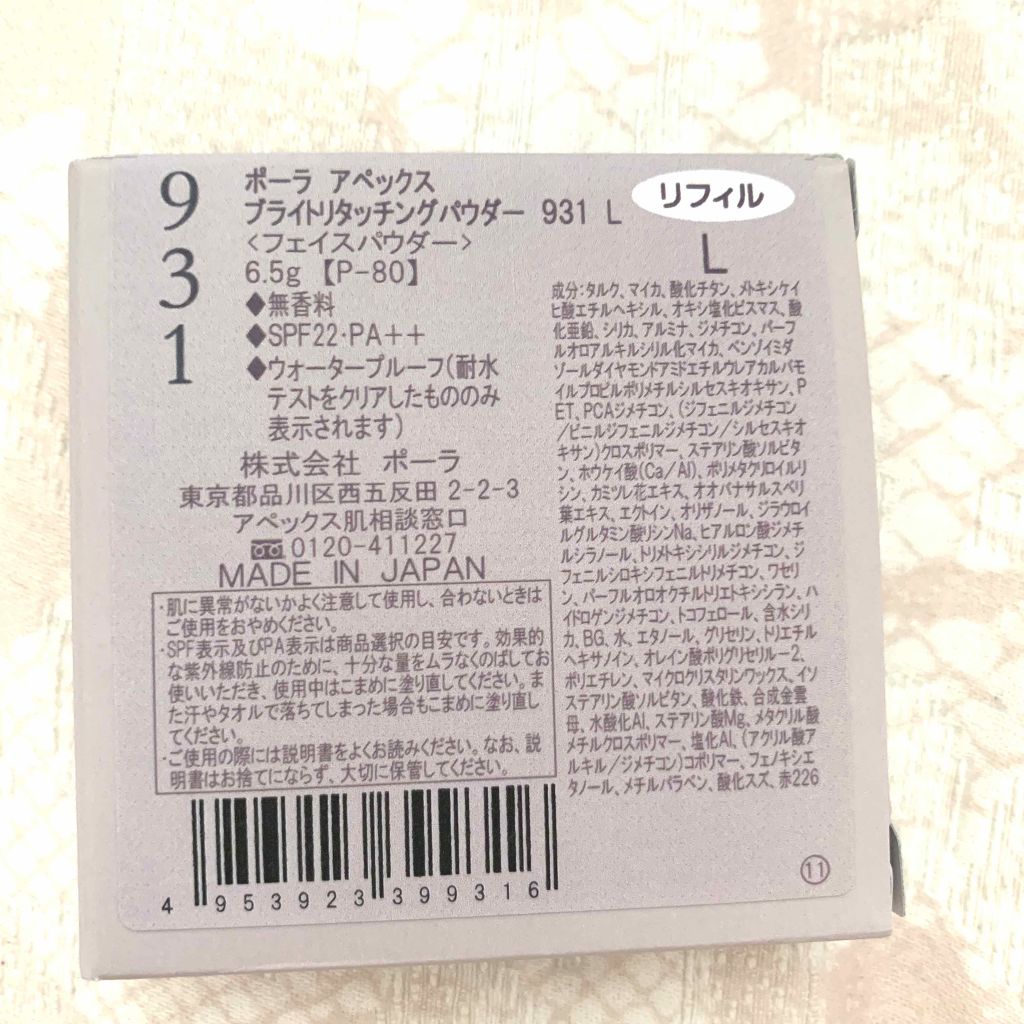 9
3
1
ポーラ アペックス
ブライトリタッチングパウダー 931 L
<フェイスパウダー>
6.5g 【P-80】
◆無香料
◆SPF22・PA++
◆ウォータープルーフ(耐水
テストをクリアしたもののみ
表示されます)
株式会社 ポーラ
東京都品川区西五反田 2-2-3
アペックス肌相談窓口
0120-411227
MADE IN JAPAN
・肌に異常がないかよく注意して使用し、合わないときは
ご使用をおやめください。
・SPF表示及びPA表示は商品選択の目安です。効果的
な紫外線防止のために、十分な量をムラなくのばしてお
使いいただき、使用中はこまめに塗り直してください。ま
た汗やタオルで落ちてしまった場合もこまめに塗り直し
てください。
・ご使用の際には説明書をよくお読みください。なお、説
明書はお捨てにならず、大切に保管してください。
4 953923 399316
リフィル
L
成分:タルク、マイカ、酸化チタン、メトキシケイ
ヒ酸エチルヘキシル、オキシ塩化ビスマス、酸
化亜鉛、シリカ、アルミナ、ジメチコン、パーフ
ルオロアルキルシリル化マイカ、ベンゾイミダ
ゾールダイヤモンドアミドエチルウレアカルバモ
イルプロピルポリメチルシルセスキオキサン、P
ET、PCAジメチコン、(ジフェニルジメチコン
/ビニルジフェニルジメチコン/シルセスキオ
キサン)クロスポリマー、ステアリン酸ソルビタ
ン、ホウケイ酸(Ca/Al)、ポリメタクリロイルリ
シン、カミツレ花エキス、オオバナサルスベリ
葉エキス、エクトイン、オリザノール、ジラウロイ
ルグルタミン酸リシンNa、ヒアルロン酸ジメチ
ルシラノール、トリメトキシシリルジメチコン、ジ
フェニルシロキシフェニルトリメチコン、ワセリ
ン、パーフルオロオクチルトリエトキシシラン、ハ
イドロゲンジメチコン、トコフェロール、含水シリ
カ、BG、水、エタノール、グリセリン、トリエチル
ヘキサノイン、オレイン酸ポリグリセリル-2、
ポリエチレン、マイクロクリスタリンワックス、イソ
ステアリン酸ソルビタン、酸化鉄、合成金雲
母、水酸化Al、ステアリン酸Mg、メタクリル酸
メチルクロスポリマー、塩化Al、(アクリル酸ア
ルキル/ジメチコン)コポリマー、フェノキシエ
タノール、メチルパラベン、酸化スズ、赤226
⑪